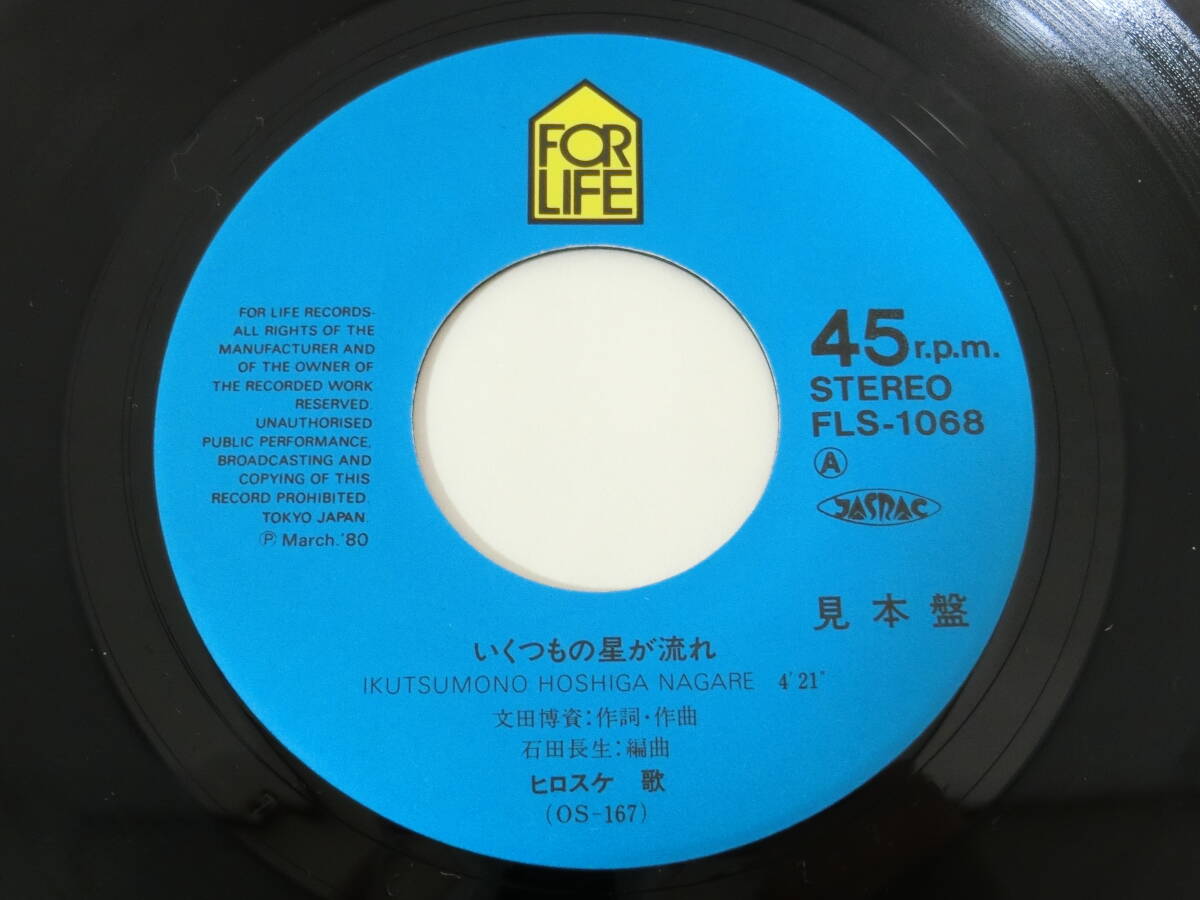 FOR
LIFE
FOR LIFE RECORDS-
ALL RIGHTS OF THE
MANUFACTURER AND
OF THE OWNER OF
THE RECORDED WORK
RESERVED.
UNAUTHORISED
PUBLIC PERFORMANCE,
BROADCASTING AND
COPYING OF THIS
RECORD PROHIBITED.
TOKYO JAPAN.
Ⓟ March.'80
45 r.p.m.
STEREO
FLS-1068
Ⓐ
JASRAC
見本盤
いくつもの星が流れ
IKUTSUMONO HOSHIGA NAGARE 4'21"
文田博資:作詞・作曲
石田長生:編曲
ヒロスケ 歌
(OS-167)